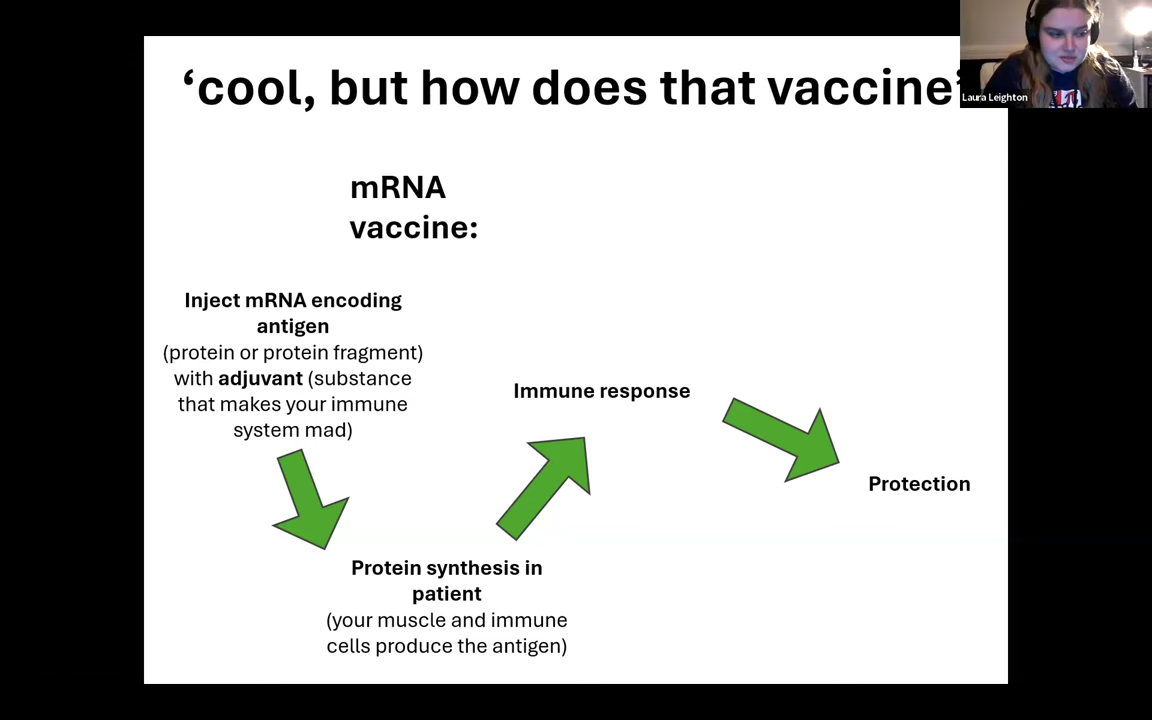 ‘cool, but how does that vaccine’
Laura Leighton
mRNA
vaccine:
Inject mRNA encoding
antigen
(protein or protein fragment)
with adjuvant (substance
that makes your immune
system mad)
Immune response
Protection
Protein synthesis in
patient
(your muscle and immune
cells produce the antigen)